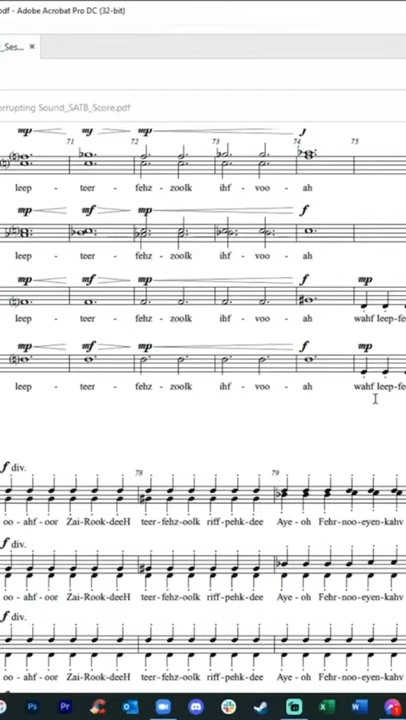 pdf - Adobe Acrobat Pro DC (32-bit)
_Ses... ×
orrupting Sound_SATB_Score.pdf
mp mf mp f
71 72 73 74 75
leep - teer - fehz - zoolk ihf - voo - ah
mp mf mp f
leep - teer - fehz - zoolk ihf - voo - ah
mp mf mp f mp
leep - teer - fehz - zoolk ihf - voo - ah wahf leep-fe
mp mf mp f mp
leep - teer - fehz - zoolk ihf - voo - ah wahf leep-fe
f div.
78 79
oo - ahf - oor Zai-Rook-deeH teer-fehz-oolk riff-pehk-dee Aye - oh Fehr-noo-eyen-kahv
f div.
oo - ahf - oor Zai-Rook-deeH teer-fehz-oolk riff-pehk-dee Aye - oh Fehr-noo-eyen-kahv
f div.
oo - ahf - oor Zai-Rook-deeH teer-fehz-oolk riff-pehk-dee Aye - oh Fehr-noo-eyen-kahv
Ps Pr